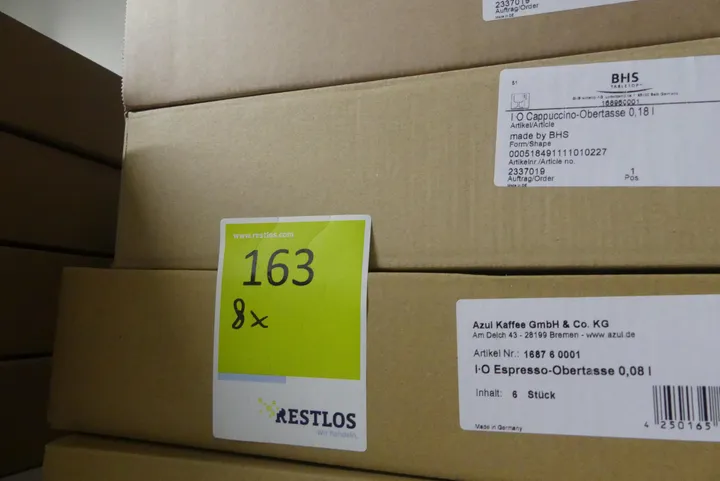 2337019
Auftrag/Order
BHS
TABLETOP
168960001
I·O Cappuccino-Obertasse 0,18 l
Artikel/Article
made by BHS
Form/Shape
000518491111010227
Artikelnr./Article no.
2337019 1
Auftrag/Order Pos
www.restlos.com
163
8x
RESTLOS
Azul Kaffee GmbH & Co. KG
Am Deich 43 - 28199 Bremen - www.azul.de
Artikel Nr.: 1687 6 0001
I·O Espresso-Obertasse 0,08 l
Inhalt: 6 Stück
Made in Germany
4 250165